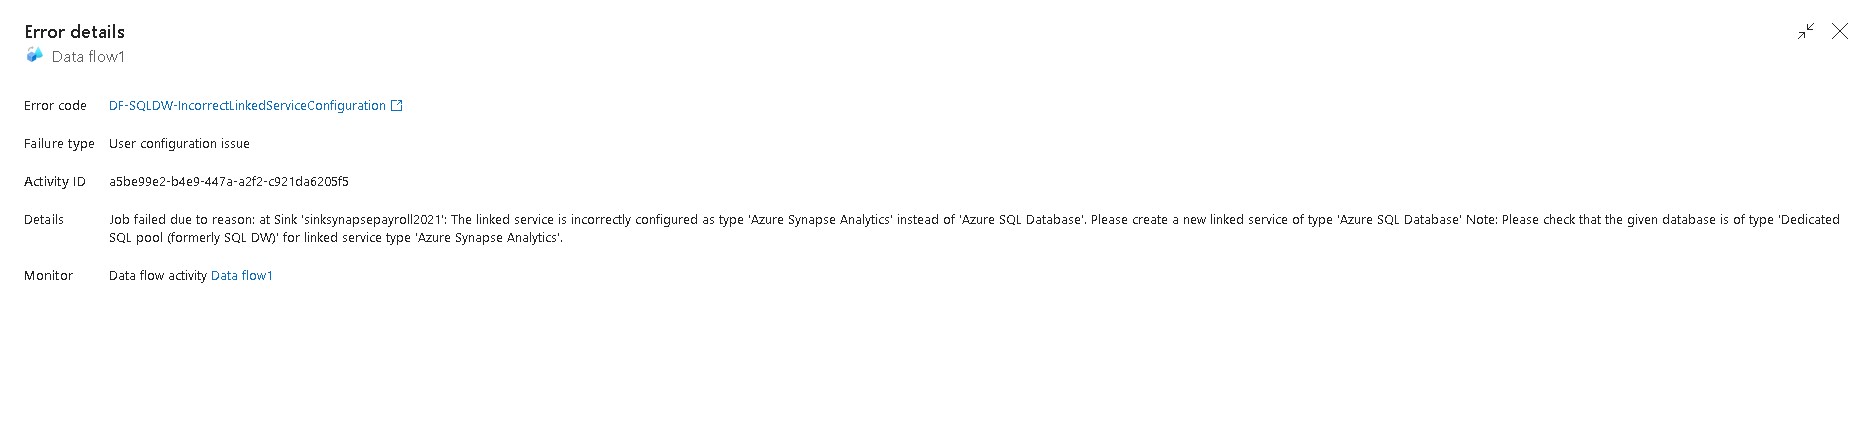 Error details
Data flow1
Error code DF-SQLDW-IncorrectLinkedServiceConfiguration
Failure type User configuration issue
Activity ID a5be99e2-b4e9-447a-a2f2-c921da6205f5
Details Job failed due to reason: at Sink 'sinksynapsepayroll2021': The linked service is incorrectly configured as type 'Azure Synapse Analytics' instead of 'Azure SQL Database'. Please create a new linked service of type 'Azure SQL Database' Note: Please check that the given database is of type 'Dedicated
SQL pool (formerly SQL DW)' for linked service type 'Azure Synapse Analytics'.
Monitor Data flow activity Data flow1